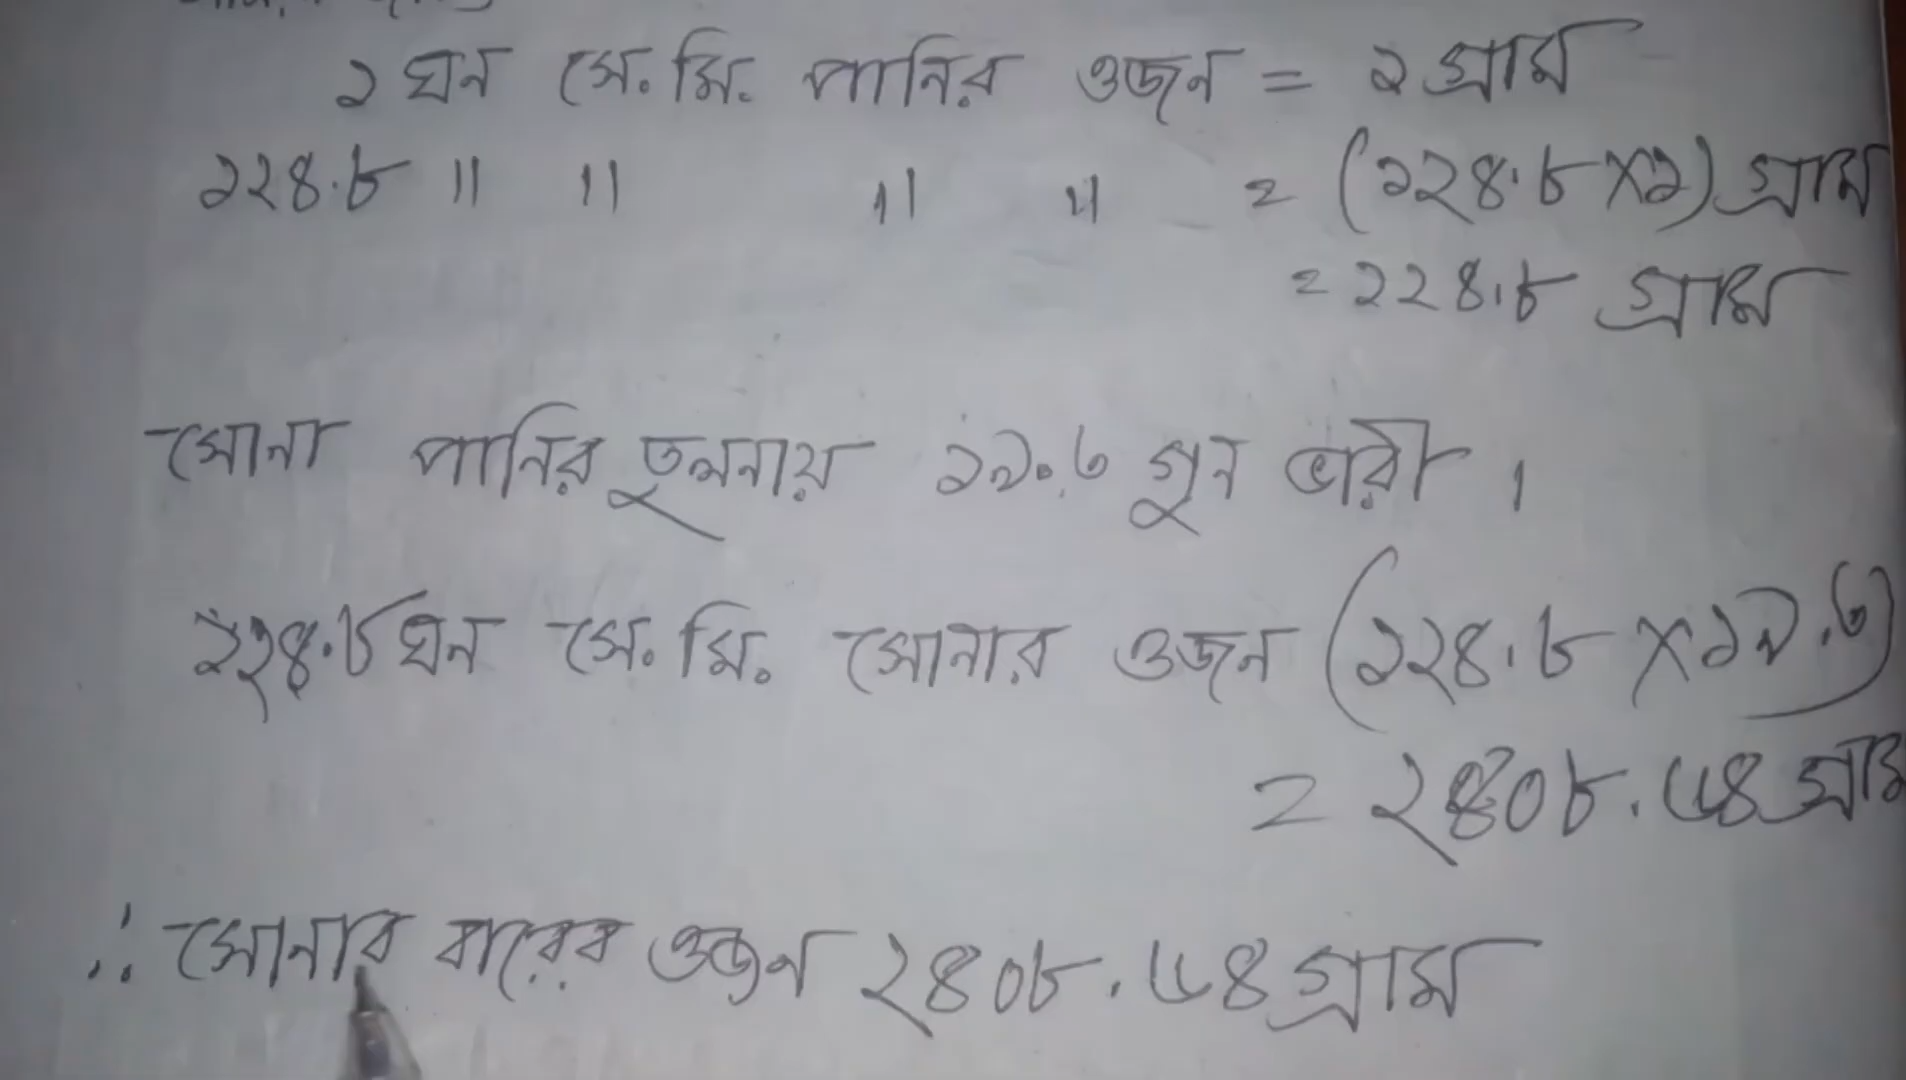 ১ ঘন সে. মি. পানির ওজন = ১ গ্রাম
১২৪.৮ " " " " = (১২৪.৮ × ১) গ্রাম
= ১২৪.৮ গ্রাম
সোনা পানির তুলনায় ১৯.৩ গুন ভারী ।
১২৪.৮ ঘন সে. মি. সোনার ওজন (১২৪.৮ × ১৯.৩)
= ২৪০৮.৬৪ গ্রাম
∴ সোনার বারের ওজন ২৪০৮.৬৪ গ্রাম